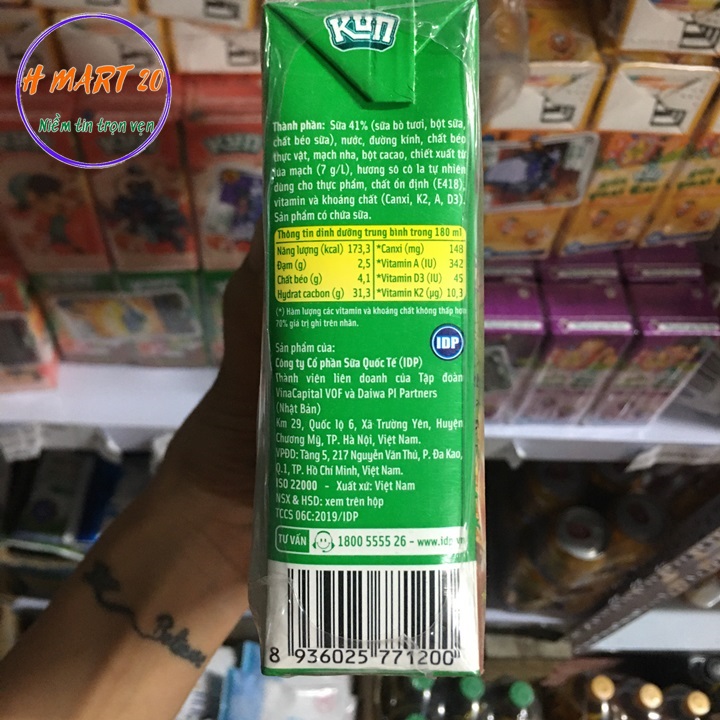 H MART 20
Niềm tin trọn vẹn
KUN
Thành phần: Sữa 41% (sữa bò tươi, bột sữa,
chất béo sữa), nước, đường kính, chất béo
thực vật, mạch nha, bột cacao, chiết xuất từ
lúa mạch (7 g/L), hương sô cô la tự nhiên
dùng cho thực phẩm, chất ổn định (E418),
vitamin và khoáng chất (Canxi, K2, A, D3).
Sản phẩm có chứa sữa.
Thông tin dinh dưỡng trung bình trong 180 ml
Năng lượng (kcal) 173,3 *Canxi (mg) 148
Đạm (g) 2,5 *Vitamin A (IU) 342
Chất béo (g) 4,1 *Vitamin D3 (IU) 45
Hydrat cacbon (g) 31,3 *Vitamin K2 (µg) 10,3
(*) Hàm lượng các vitamin và khoáng chất không thấp hơn
70% giá trị ghi trên nhãn.
IDP
Sản phẩm của:
Công ty Cổ phần Sữa Quốc Tế (IDP)
Thành viên liên doanh của Tập đoàn
VinaCapital VOF và Daiwa PI Partners
(Nhật Bản)
Km 29, Quốc lộ 6, Xã Trường Yên, Huyện
Chương Mỹ, TP. Hà Nội, Việt Nam.
VPĐD: Tầng 5, 217 Nguyễn Văn Thủ, P. Đa Kao,
Q.1, TP. Hồ Chí Minh, Việt Nam.
ISO 22000 - Xuất xứ: Việt Nam
NSX & HSD: xem trên hộp
TCCS 06C:2019/IDP
TƯ VẤN 1800 5555 26 - www.idp.vn
8 936025 771200
Believe